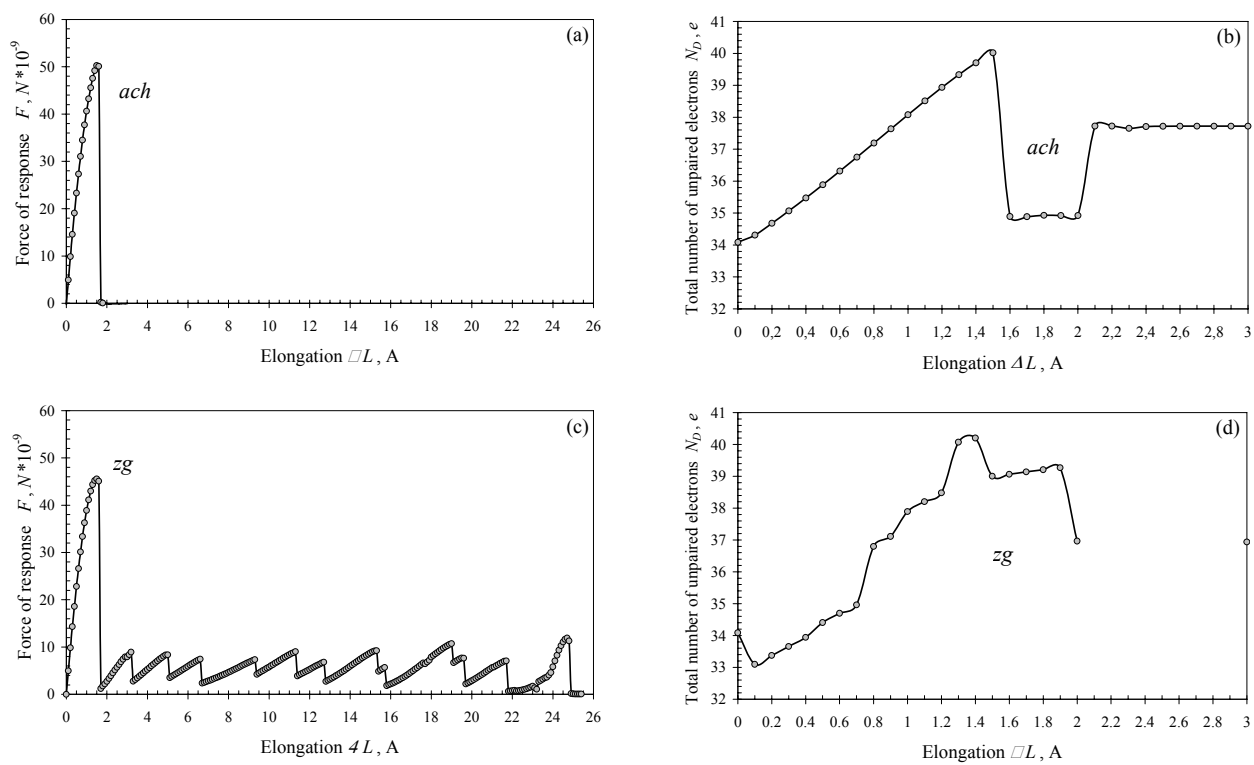 (a)
Force of response F, N*10⁻⁹
60
50
40
30
20
10
0
ach
0 2 4 6 8 10 12 14 16 18 20 22 24 26
Elongation □L, A
(b)
Total number of unpaired electrons N_D, e
41
40
39
38
37
36
35
34
33
32
ach
0 0,2 0,4 0,6 0,8 1 1,2 1,4 1,6 1,8 2 2,2 2,4 2,6 2,8 3
Elongation ΔL, A
(c)
Force of response F, N*10⁻⁹
60
50
40
30
20
10
0
zg
0 2 4 6 8 10 12 14 16 18 20 22 24 26
Elongation 4L, A
(d)
Total number of unpaired electrons N_D, e
41
40
39
38
37
36
35
34
33
32
zg
0 0.2 0.4 0.6 0.8 1 1.2 1.4 1.6 1.8 2 2.2 2.4 2.6 2.8 3
Elongation □L, A